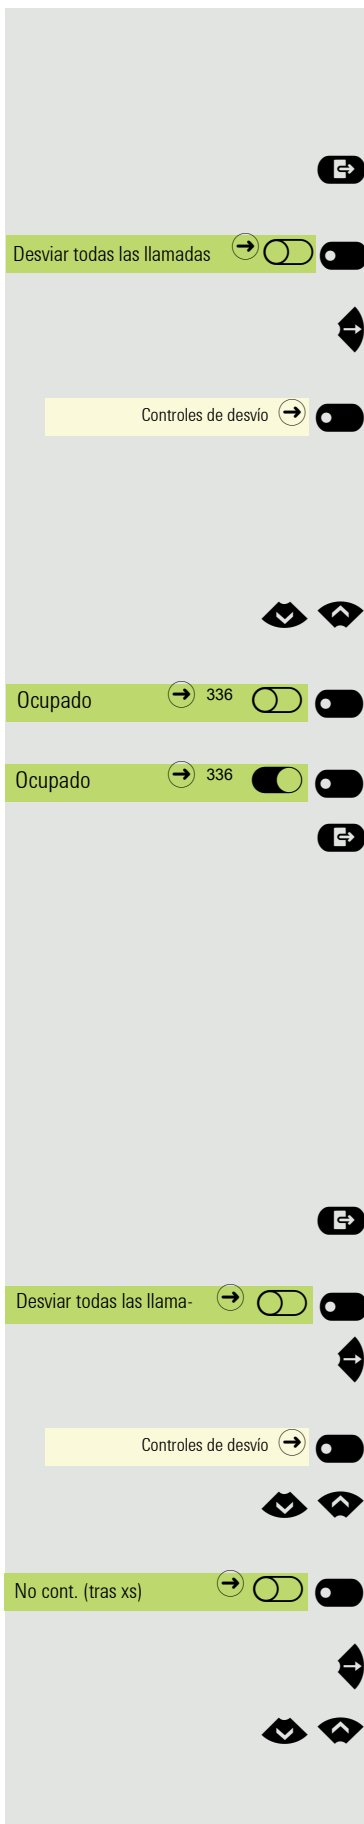 Desviar todas las llamadas
Controles de desvío
Ocupado 336
Ocupado 336
Desviar todas las llama-
Controles de desvío
No cont. (tras xs)